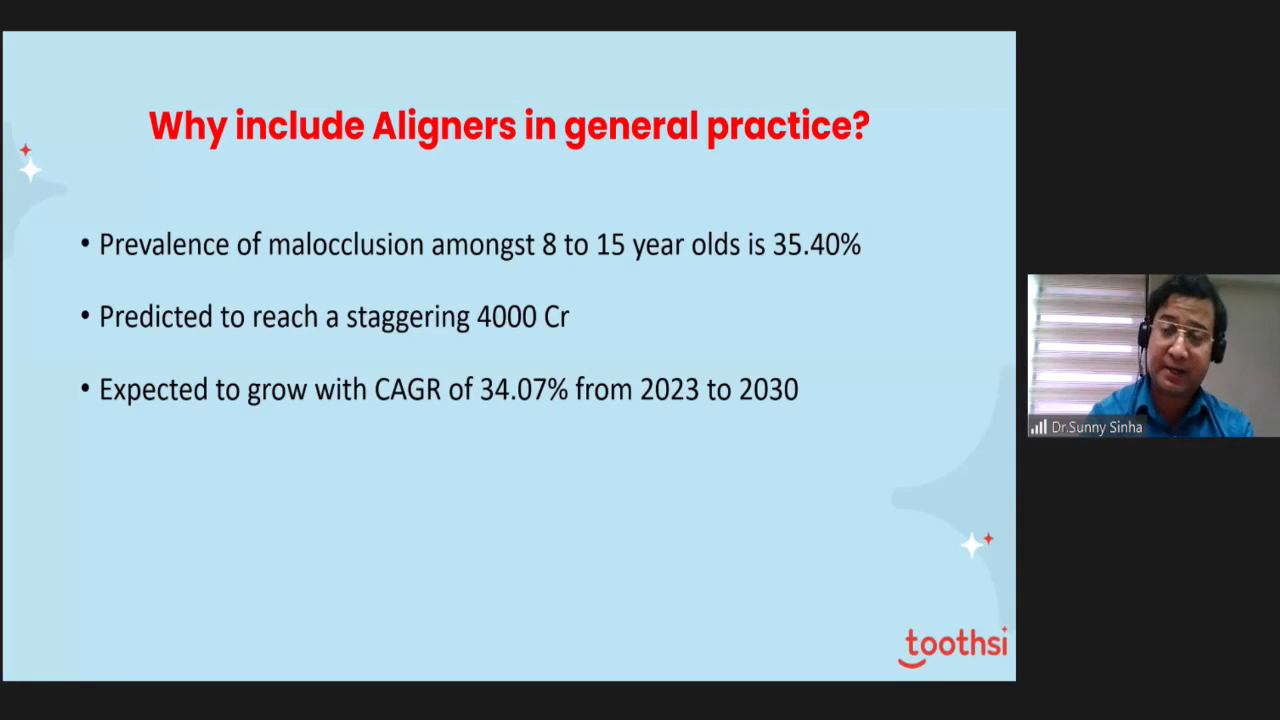 Why include Aligners in general practice?
• Prevalence of malocclusion amongst 8 to 15 year olds is 35.40%
• Predicted to reach a staggering 4000 Cr
• Expected to grow with CAGR of 34.07% from 2023 to 2030
Dr.Sunny Sinha
toothsi